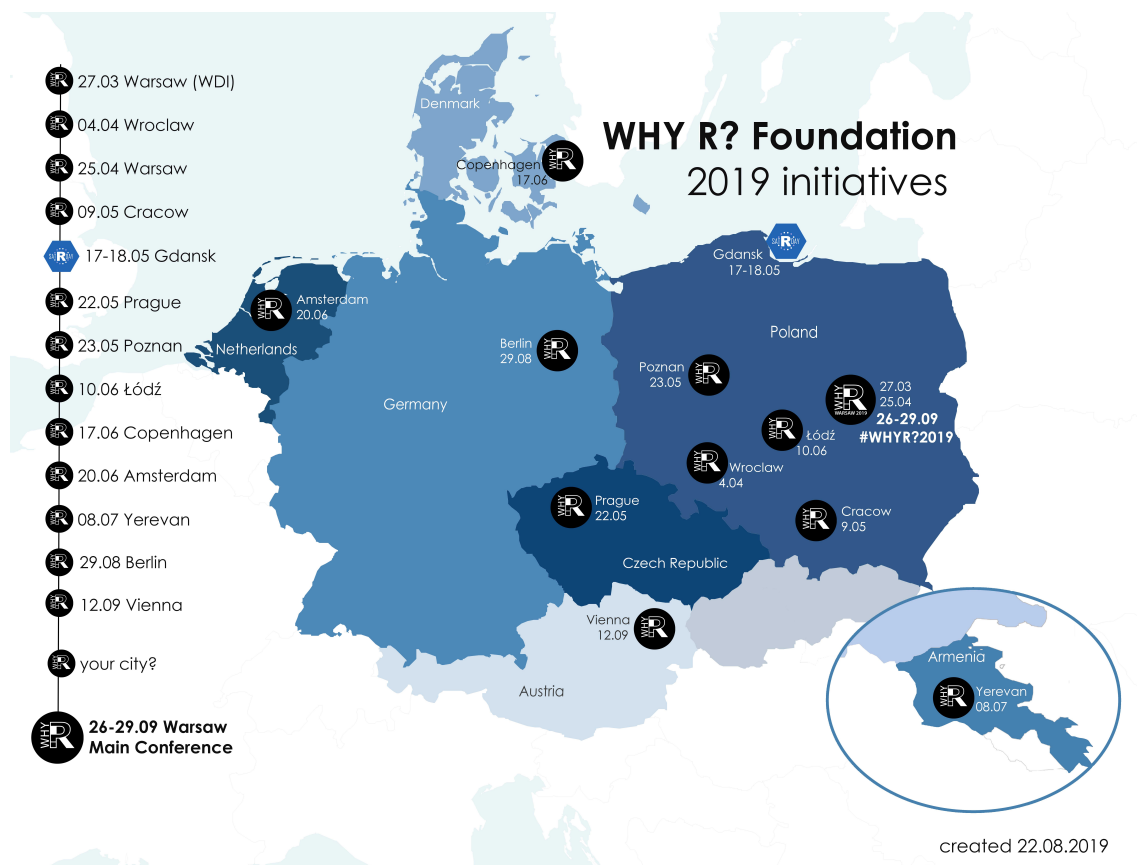 WHY R? Foundation
2019 initiatives
27.03 Warsaw (WDI)
04.04 Wroclaw
25.04 Warsaw
09.05 Cracow
17-18.05 Gdansk
22.05 Prague
23.05 Poznan
10.06 Łódź
17.06 Copenhagen
20.06 Amsterdam
08.07 Yerevan
29.08 Berlin
12.09 Vienna
your city?
26-29.09 Warsaw
Main Conference
Denmark
Copenhagen
17.06
Gdansk
17-18.05
Amsterdam
20.06
Netherlands
Poland
Berlin
29.08
Germany
Poznan
23.05
WHY R
WARSAW 2019
27.03
25.04
26-29.09
#WHYR?2019
Łódź
10.06
Wroclaw
4.04
Prague
22.05
Cracow
9.05
Czech Republic
Vienna
12.09
Austria
Armenia
Yerevan
08.07
created 22.08.2019